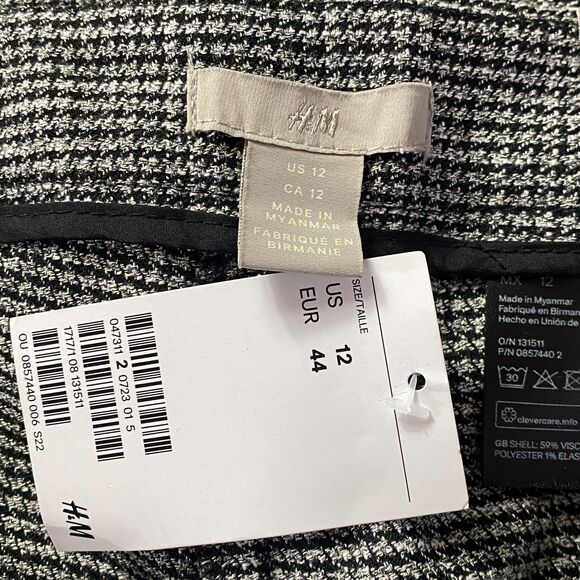 H&M
US 12
CA 12
MADE IN
MYANMAR
FABRIQUÉ EN
BIRMANIE
SIZE/TAILLE
US 12
EUR 44
047311 2 0723 01 5
1717/1 08 131511
OU 0857440 006 S22
H&M
MX 12
Made in Myanmar
Fabriqué en Birman
Hecho en Unión de
O/N 131511
P/N 0857440 2
30
clevercare.info
GB SHELL: 59% VISC
POLYESTER 1% ELAS